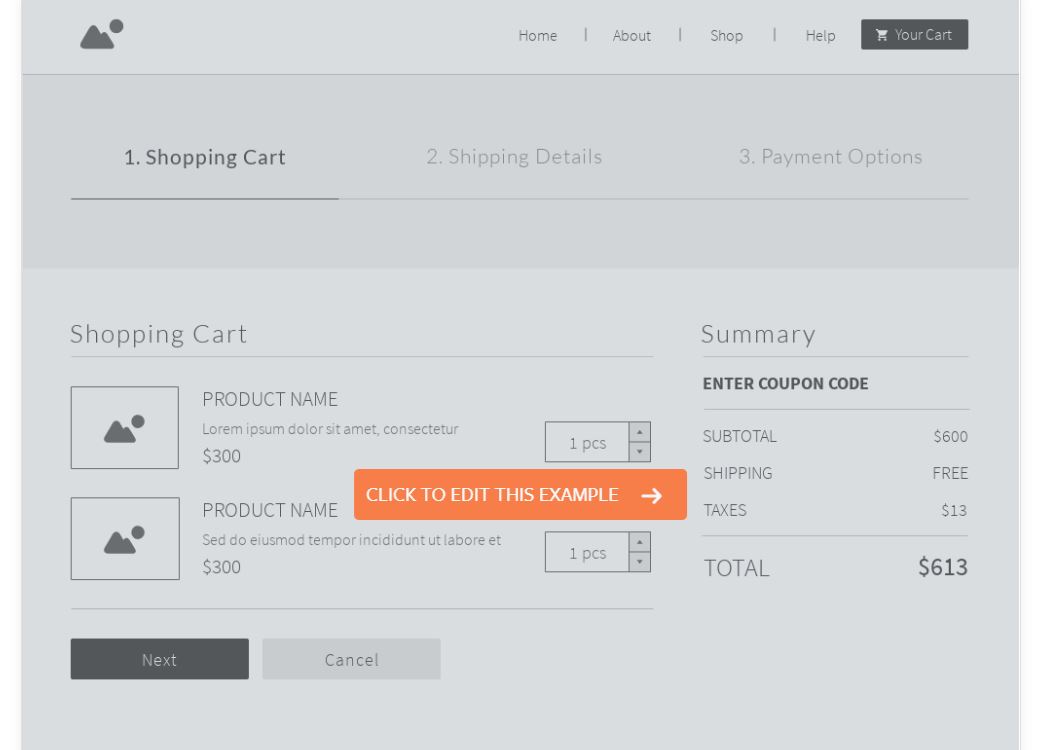 Home | About | Shop | Help Your Cart
1. Shopping Cart 2. Shipping Details 3. Payment Options
Shopping Cart
PRODUCT NAME
Lorem ipsum dolor sit amet, consectetur
$300
1 pcs
CLICK TO EDIT THIS EXAMPLE
PRODUCT NAME
Sed do eiusmod tempor incididunt ut labore et
$300
1 pcs
Next Cancel
Summary
ENTER COUPON CODE
SUBTOTAL $600
SHIPPING FREE
TAXES $13
TOTAL $613